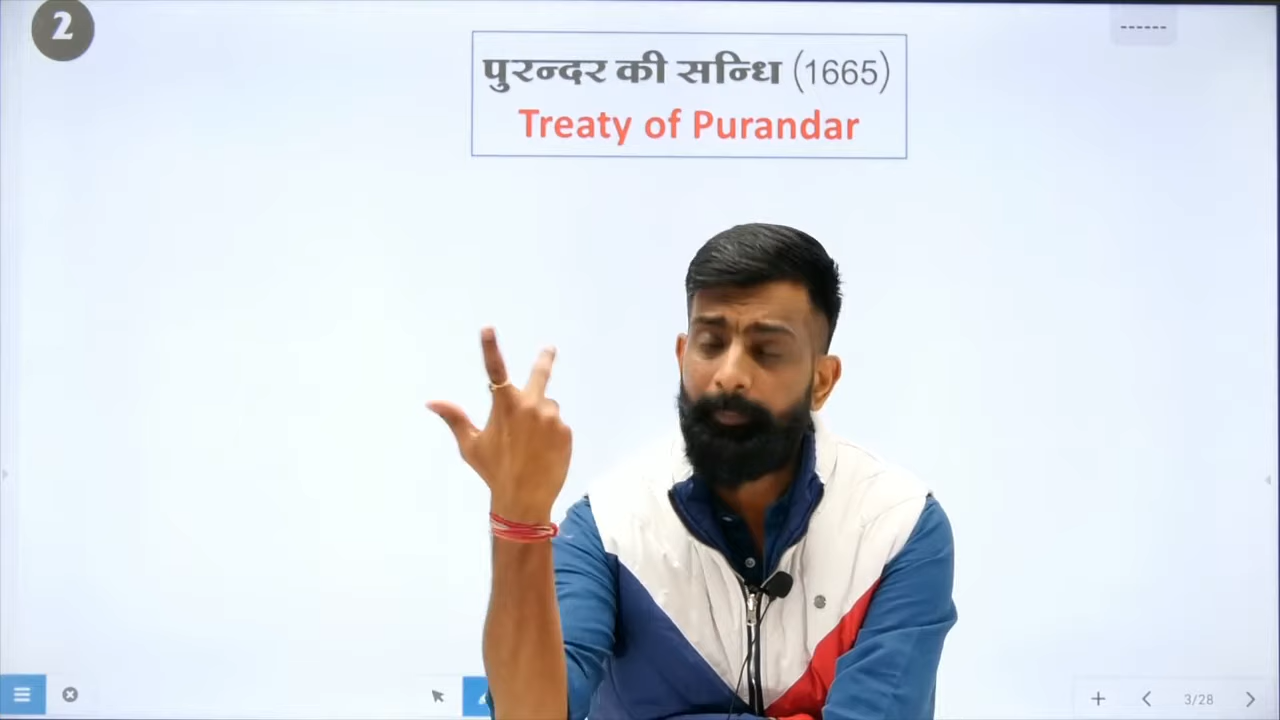 2
------
पुरन्दर की सन्धि (1665)
Treaty of Purandar
3/28